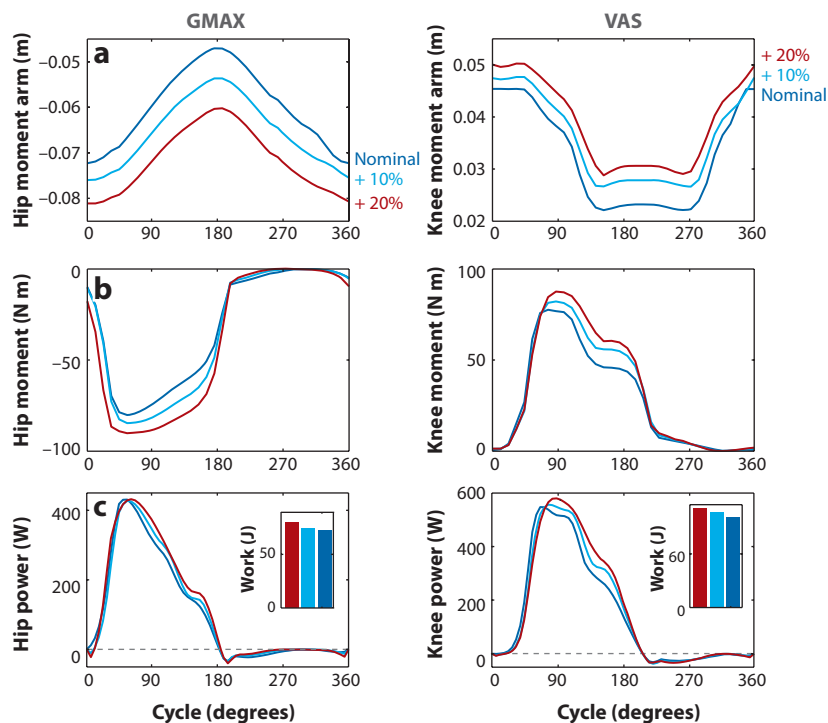 GMAX
VAS
a
Hip moment arm (m)
−0.05
−0.06
−0.07
−0.08
0 90 180 270 360
Nominal
+ 10%
+ 20%
Knee moment arm (m)
0.05
0.04
0.03
0.02
0 90 180 270 360
+ 20%
+ 10%
Nominal
b
Hip moment (N m)
0
−50
−100
0 90 180 270 360
Knee moment (N m)
100
50
0
0 90 180 270 360
c
Hip power (W)
400
200
0
0 90 180 270 360
Work (J)
50
0
Cycle (degrees)
Knee power (W)
600
400
200
0
0 90 180 270 360
Work (J)
60
0
Cycle (degrees)